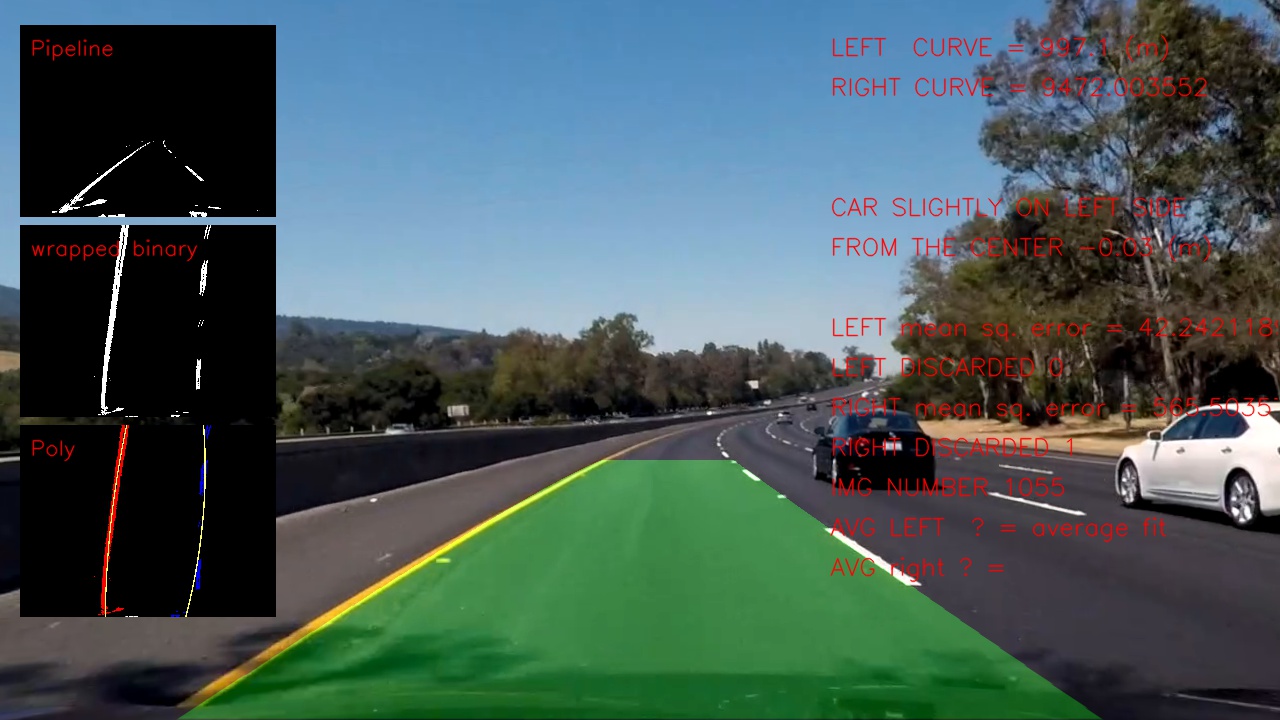 Pipeline
wrapped binary
Poly
LEFT CURVE = 997.1 (m)
RIGHT CURVE = 9472.003552
CAR SLIGHTLY ON LEFT SIDE
FROM THE CENTER -0.03 (m)
LEFT mean sq. error = 42.242118
LEFT DISCARDED 0
RIGHT mean sq. error = 565.5035
RIGHT DISCARDED 1
IMG NUMBER 1055
AVG LEFT ? = average fit
AVG right ? =